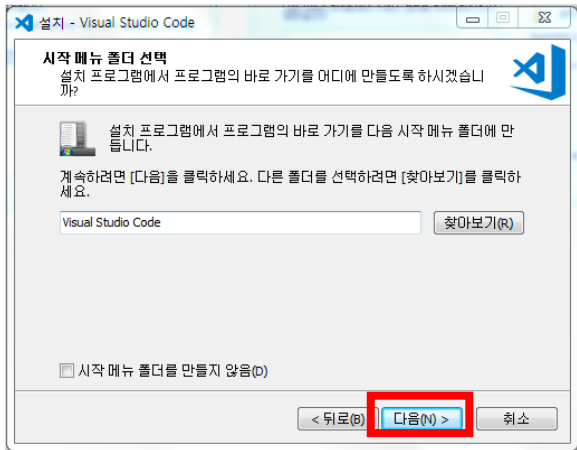 설치 - Visual Studio Code
시작 메뉴 폴더 선택
설치 프로그램에서 프로그램의 바로 가기를 어디에 만들도록 하시겠습니
까?
설치 프로그램에서 프로그램의 바로 가기를 다음 시작 메뉴 폴더에 만
듭니다.
계속하려면 [다음]을 클릭하세요. 다른 폴더를 선택하려면 [찾아보기]를 클릭하
세요.
Visual Studio Code
찾아보기(R)
시작 메뉴 폴더를 만들지 않음(D)
< 뒤로(B)
다음(N) >
취소